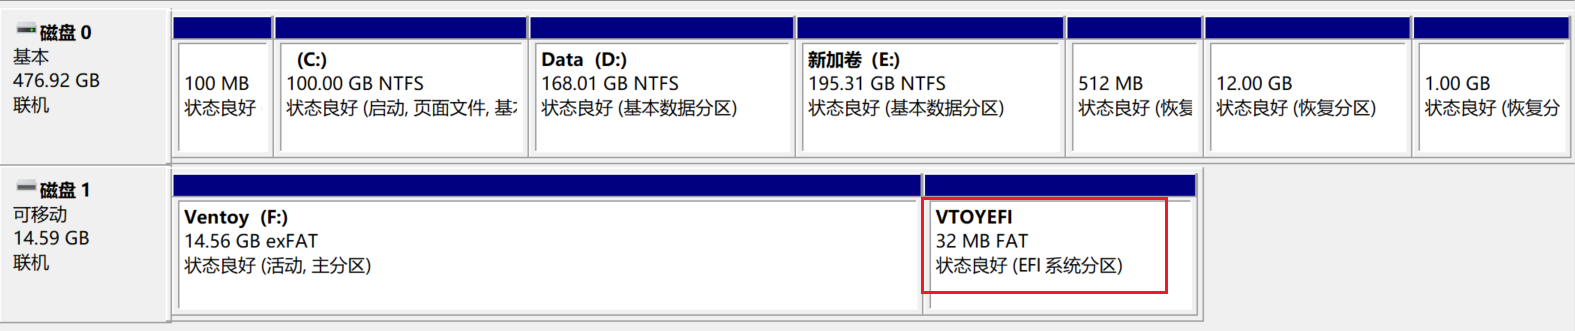 磁盘 0
基本
476.92 GB
联机
100 MB
状态良好
(C:)
100.00 GB NTFS
状态良好 (启动, 页面文件, 基
Data (D:)
168.01 GB NTFS
状态良好 (基本数据分区)
新加卷 (E:)
195.31 GB NTFS
状态良好 (基本数据分区)
512 MB
状态良好 (恢
12.00 GB
状态良好 (恢复分区)
1.00 GB
状态良好 (恢复分
磁盘 1
可移动
14.59 GB
联机
Ventoy (F:)
14.56 GB exFAT
状态良好 (活动, 主分区)
VTOYEFI
32 MB FAT
状态良好 (EFI 系统分区)